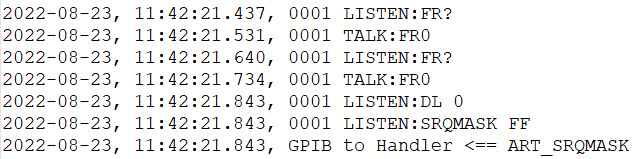 2022-08-23, 11:42:21.437, 0001 LISTEN:FR?
2022-08-23, 11:42:21.531, 0001 TALK:FR0
2022-08-23, 11:42:21.640, 0001 LISTEN:FR?
2022-08-23, 11:42:21.734, 0001 TALK:FR0
2022-08-23, 11:42:21.843, 0001 LISTEN:DL 0
2022-08-23, 11:42:21.843, 0001 LISTEN:SRQMASK FF
2022-08-23, 11:42:21.843, GPIB to Handler <== ART_SRQMASK